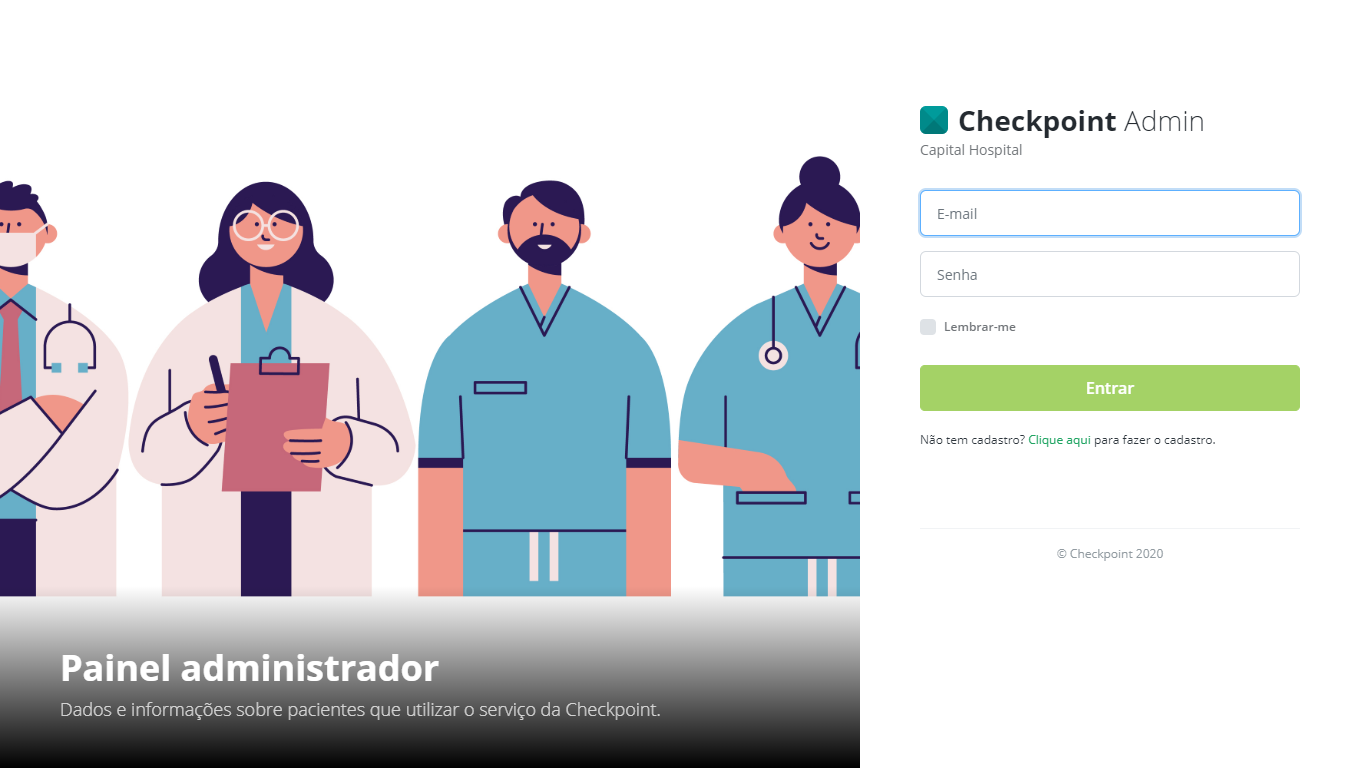 Checkpoint Admin
Capital Hospital
E-mail
Senha
Lembrar-me
Entrar
Não tem cadastro? Clique aqui para fazer o cadastro.
© Checkpoint 2020
Painel administrador
Dados e informações sobre pacientes que utilizar o serviço da Checkpoint.